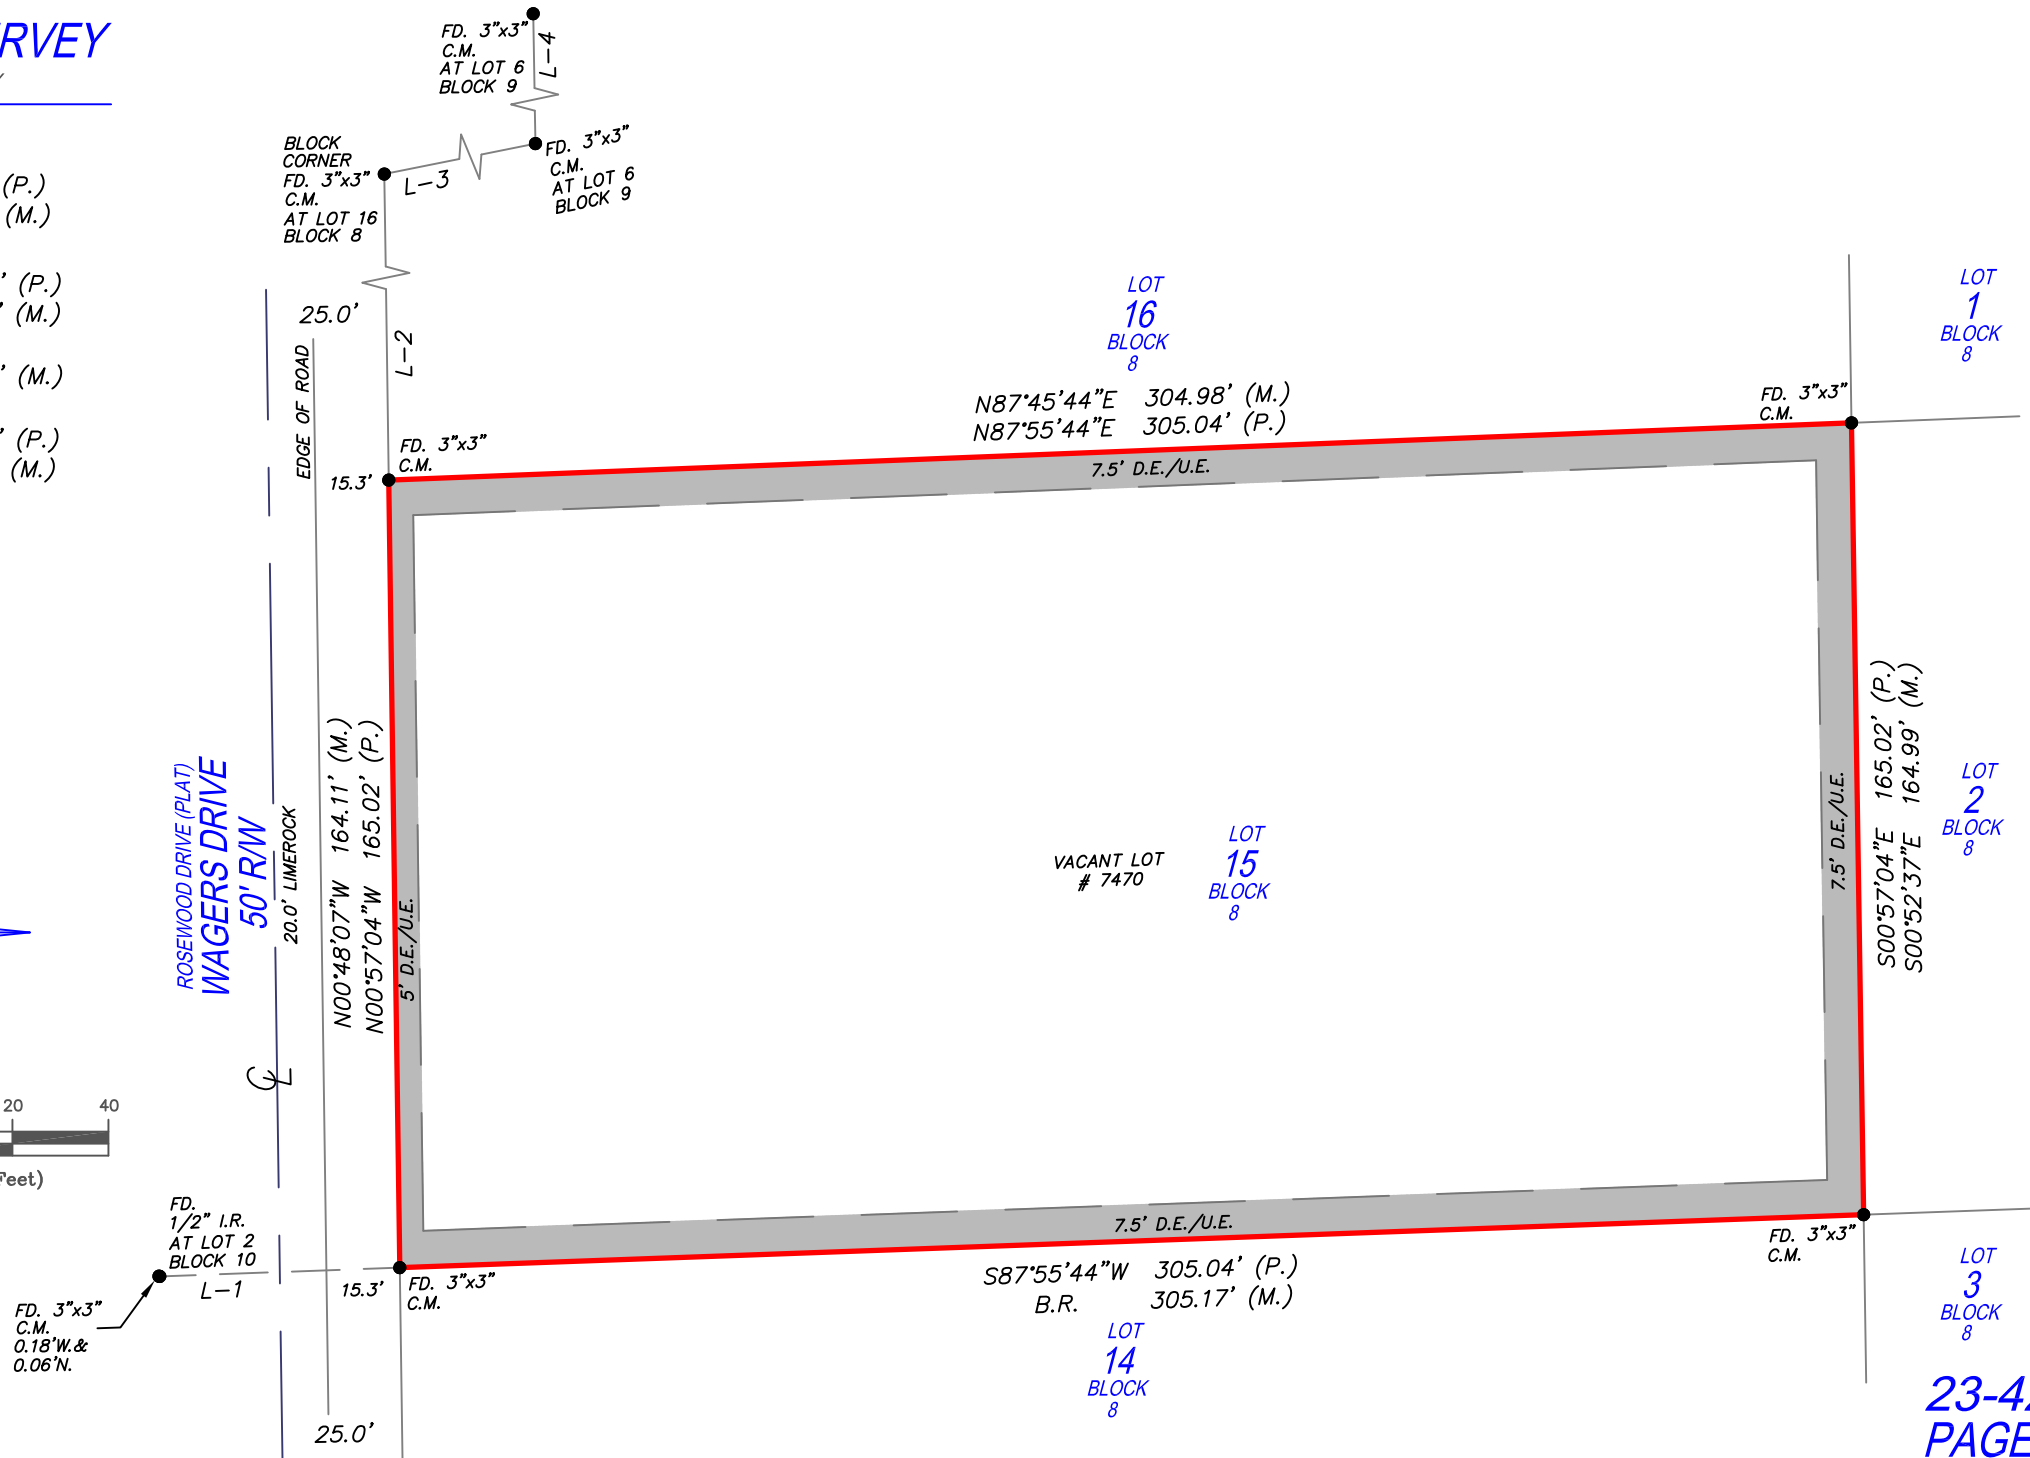 RVEY
(P.)
(M.)
' (P.)
' (M.)
' (M.)
' (P.)
(M.)
FD. 3"x3"
C.M.
AT LOT 6
BLOCK 9
L-4
BLOCK
CORNER
FD. 3"x3"
C.M.
AT LOT 16
BLOCK 8
L-3
FD. 3"x3"
C.M.
AT LOT 6
BLOCK 9
25.0'
EDGE OF ROAD
L-2
LOT
16
BLOCK
8
LOT
1
BLOCK
8
N87°45'44"E 304.98' (M.)
N87°55'44"E 305.04' (P.)
FD. 3"x3"
C.M.
FD. 3"x3"
C.M.
15.3'
7.5' D.E./U.E.
ROSEWOOD DRIVE (PLAT)
WAGERS DRIVE
50' R/W
20.0' LIMEROCK
N00°48'07"W 164.11' (M.)
N00°57'04"W 165.02' (P.)
5' D.E./U.E.
VACANT LOT
# 7470
LOT
15
BLOCK
8
7.5' D.E./U.E.
S00°57'04"E 165.02' (P.)
S00°52'37"E 164.99' (M.)
LOT
2
BLOCK
8
CL
20 40
Feet)
FD.
1/2" I.R.
AT LOT 2
BLOCK 10
L-1
15.3'
FD. 3"x3"
C.M.
0.18'W.&
0.06'N.
FD. 3"x3"
C.M.
7.5' D.E./U.E.
S87°55'44"W 305.04' (P.)
B.R. 305.17' (M.)
FD. 3"x3"
C.M.
LOT
14
BLOCK
8
LOT
3
BLOCK
8
25.0'
23-4
PAGE